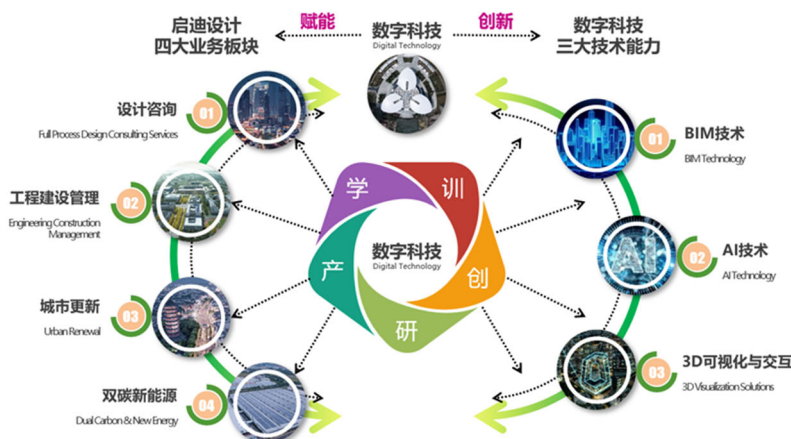 启迪设计
四大业务板块
赋能
数字科技
Digital Technology
创新
数字科技
三大技术能力
设计咨询
Full Process Design Consulting Services
01
工程建设管理
Engineering Construction
Management
02
城市更新
Urban Renewal
03
双碳新能源
Dual Carbon & New Energy
04
学
训
产
创
研
数字科技
Digital Technology
01
BIM技术
BIM Technology
AI
02
AI技术
AI Technology
03
3D可视化与交互
3D Visualization Solutions